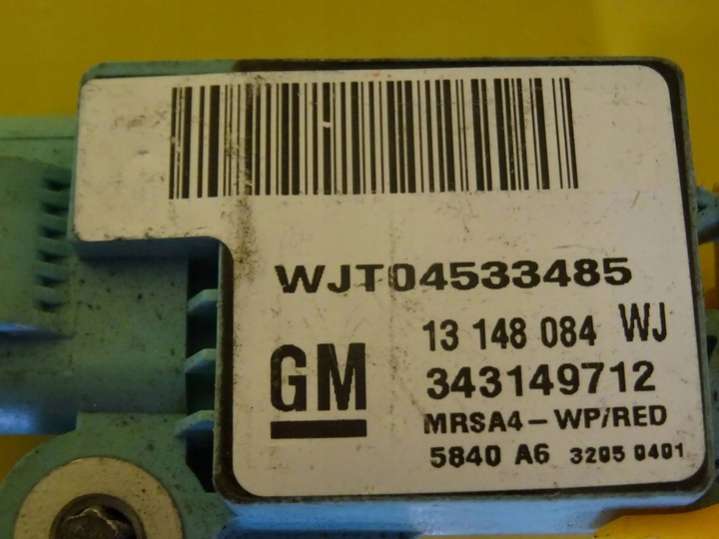 WJT04533485
13 148 084 WJ
GM
343149712
MRSA4-WP/RED
5840 A6 3205 0401